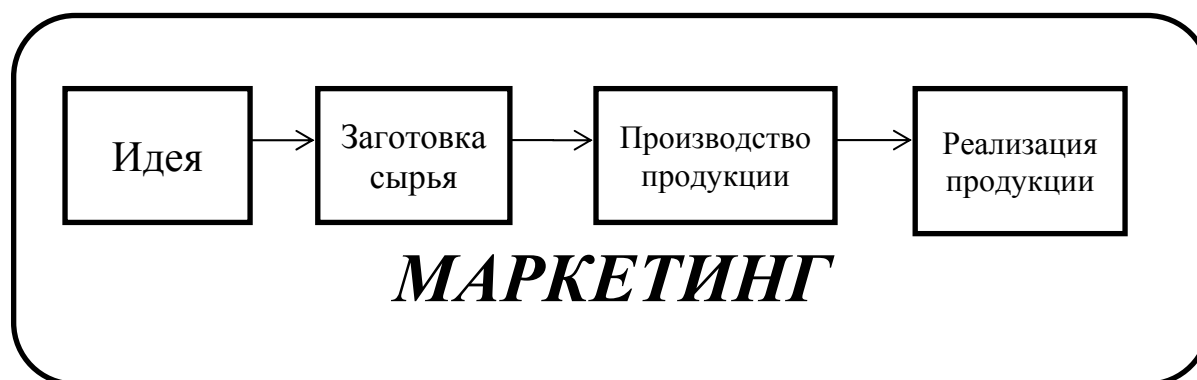 Идея
Заготовка
сырья
Производство
продукции
Реализация
продукции
МАРКЕТИНГ